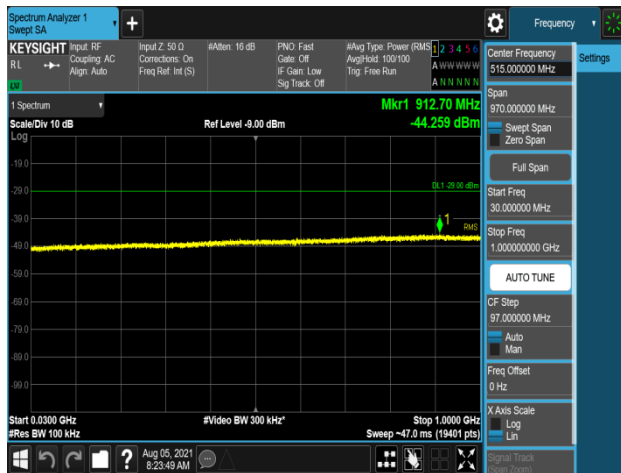 Spectrum Analyzer 1
Swept SA
Frequency
KEYSIGHT
RL
Input: RF
Coupling: AC
Align: Auto
Input Z: 50 Ω
Corrections: On
Freq Ref: Int (S)
#Atten: 16 dB
PNO: Fast
Gate: Off
IF Gain: Low
Sig Track: Off
#Avg Type: Power (RMS
Avg|Hold: 100/100
Trig: Free Run
1 2 3 4 5 6
A W W W W W
A N N N N N
1 Spectrum
Scale/Div 10 dB
Log
Ref Level -9.00 dBm
Mkr1 912.70 MHz
-44.259 dBm
-19.0
-29.0
DL1 -29.00 dBm
-39.0
1
RMS
-49.0
-59.0
-69.0
-79.0
-89.0
-99.0
Start 0.0300 GHz
#Res BW 100 kHz
#Video BW 300 kHz*
Stop 1.0000 GHz
Sweep ~47.0 ms (19401 pts)
Center Frequency
515.000000 MHz
Settings
Span
970.000000 MHz
Swept Span
Zero Span
Full Span
Start Freq
30.000000 MHz
Stop Freq
1.000000000 GHz
AUTO TUNE
CF Step
97.000000 MHz
Auto
Man
Freq Offset
0 Hz
X Axis Scale
Log
Lin
Signal Track
(Span Zoom)
?
Aug 05, 2021
8:23:49 AM